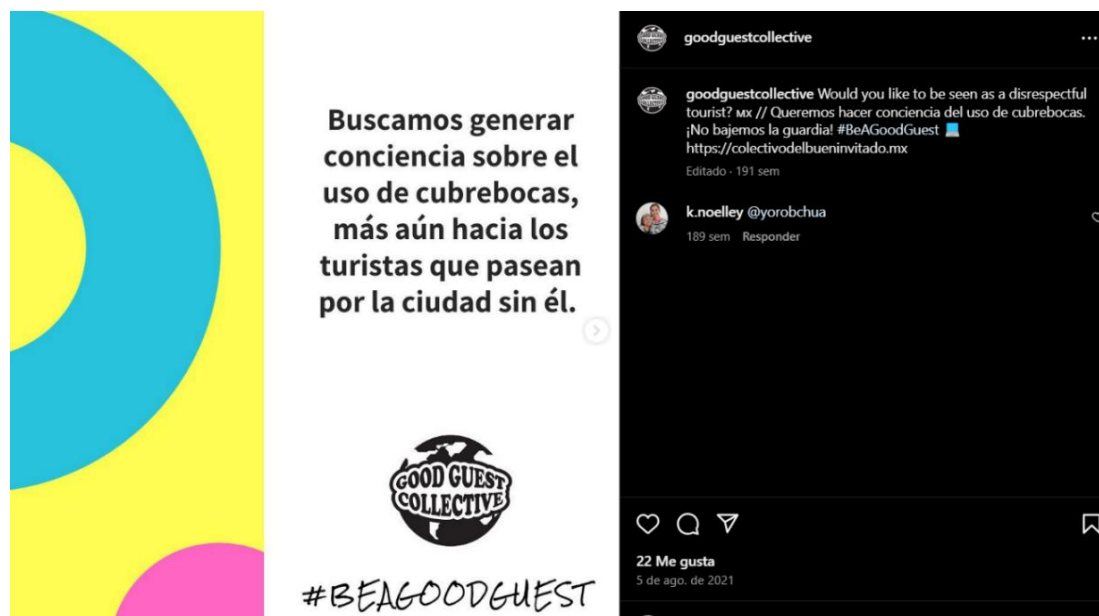 Buscamos generar
conciencia sobre el
uso de cubrebocas,
más aún hacia los
turistas que pasean
por la ciudad sin él.
GOOD GUEST
COLLECTIVE
#BEAGOODGUEST
goodguestcollective
goodguestcollective Would you like to be seen as a disrespectful
tourist? MX // Queremos hacer conciencia del uso de cubrebocas.
¡No bajemos la guardia! #BeAGoodGuest
https://colectivodelbueninvitado.mx
Editado · 191 sem
k.noelley @yorobchua
189 sem Responder
22 Me gusta
5 de ago. de 2021